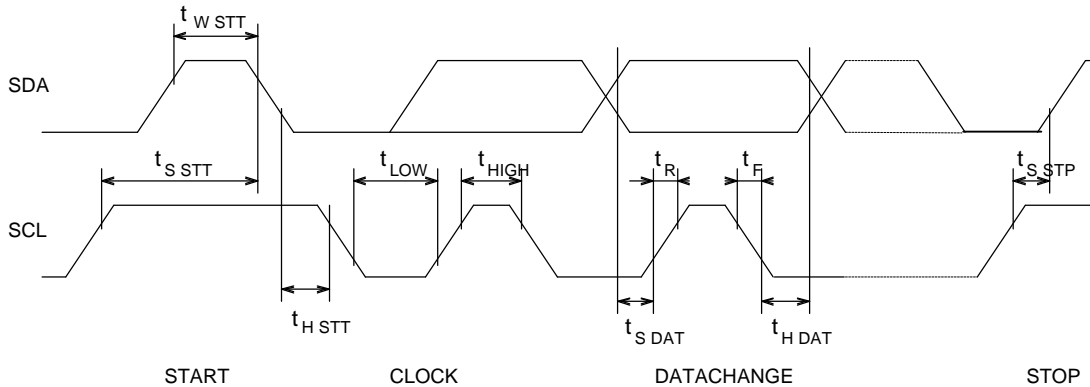 t W STT
SDA
t S STT
t LOW
t HIGH
t R
t F
t S STP
SCL
t H STT
t S DAT
t H DAT
START
CLOCK
DATACHANGE
STOP